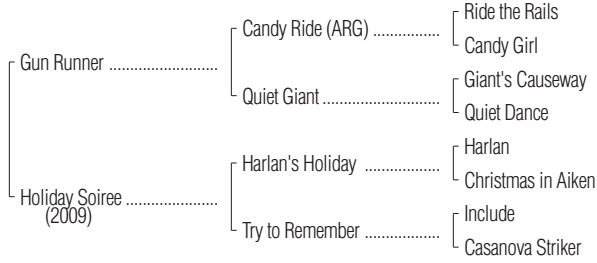 Ride the Rails
Candy Ride (ARG) ................
Candy Girl
Gun Runner ..........................
Giant's Causeway
Quiet Giant ............................
Quiet Dance
Harlan
Harlan's Holiday ..................
Christmas in Aiken
Holiday Soiree ......................
(2009)
Include
Try to Remember ..................
Casanova Striker